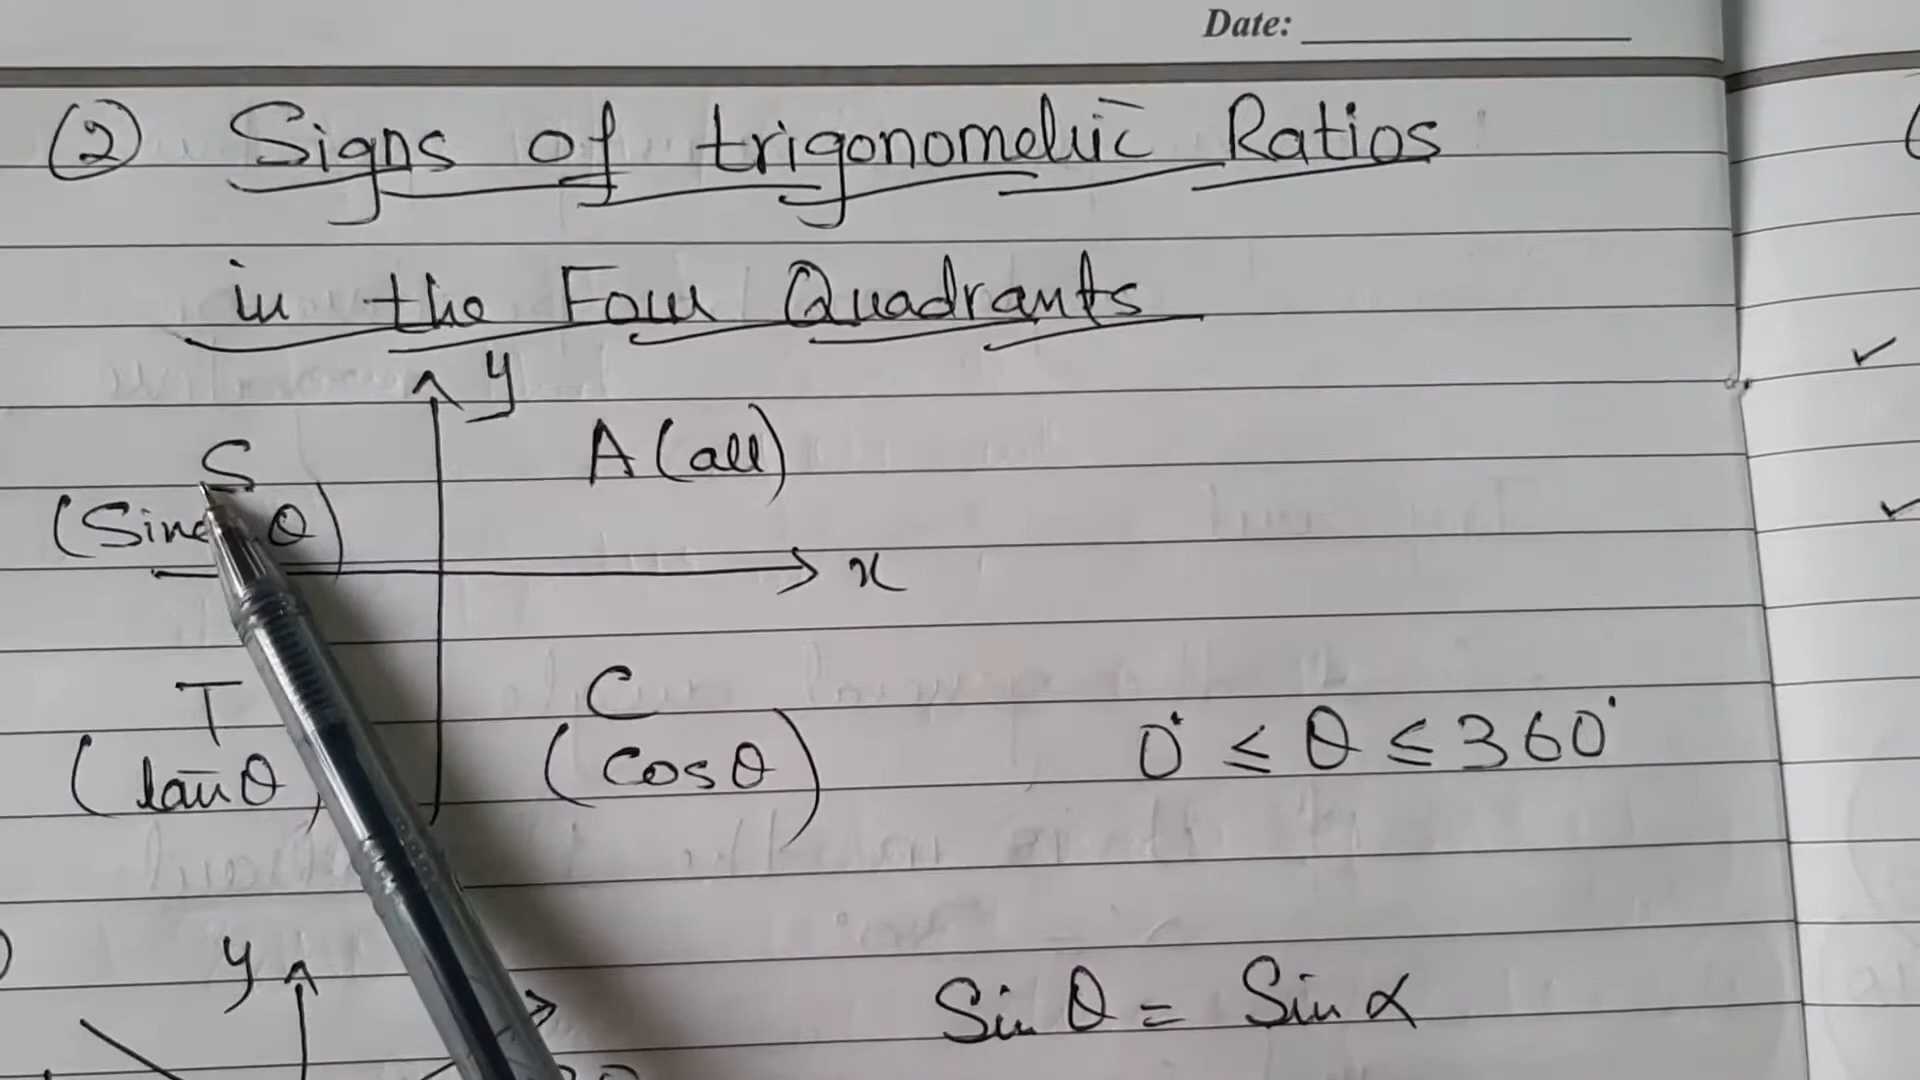 Date:
② Signs of trigonometric Ratios
in the Four Quadrants
y
S A (all)
(Sine θ)
x
T C
(tan θ) (cos θ) 0° ≤ θ ≤ 360°
y
Sin θ = Sin α